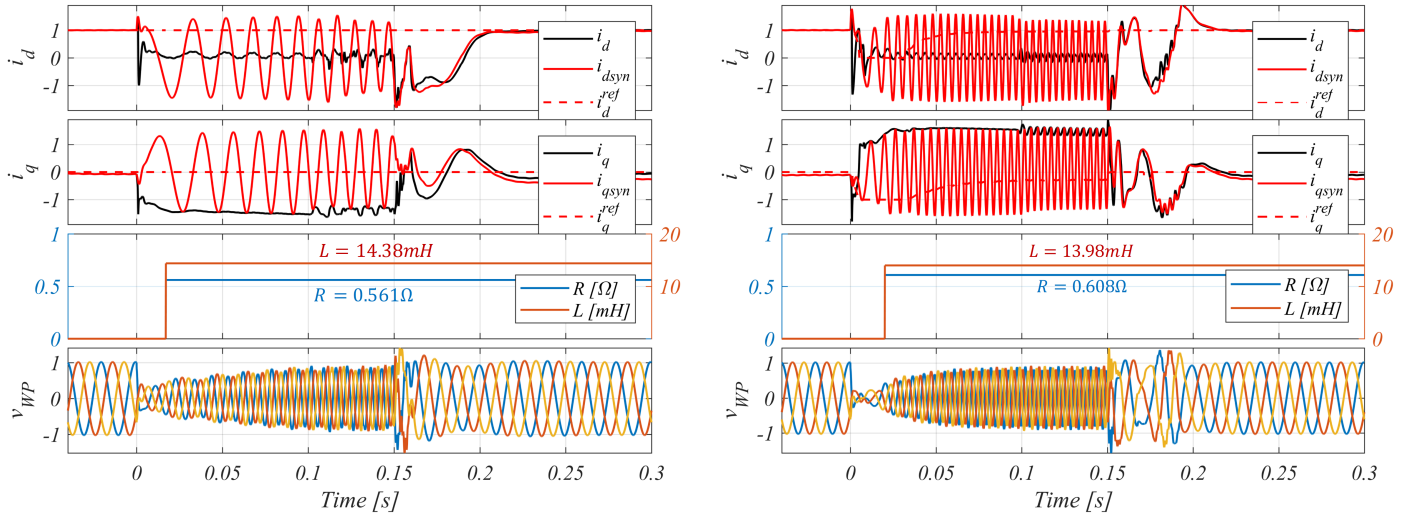 i_d
1
0
-1
i_d
i_dsyn
i_d^ref
i_q
1
0
-1
i_q
i_qsyn
i_q^ref
1
0.5
0
20
10
0
L = 14.38mH
R = 0.561Ω
R [Ω]
L [mH]
v_WP
1
0
-1
0 0.05 0.1 0.15 0.2 0.3
Time [s]
i_d
1
0
-1
i_d
i_dsyn
i_d^ref
i_q
1
0
-1
i_q
i_qsyn
i_q^ref
1
0.5
0
20
10
0
L = 13.98mH
R = 0.608Ω
R [Ω]
L [mH]
v_WP
1
0
-1
0 0.05 0.1 0.15 0.2 0.3
Time [s]